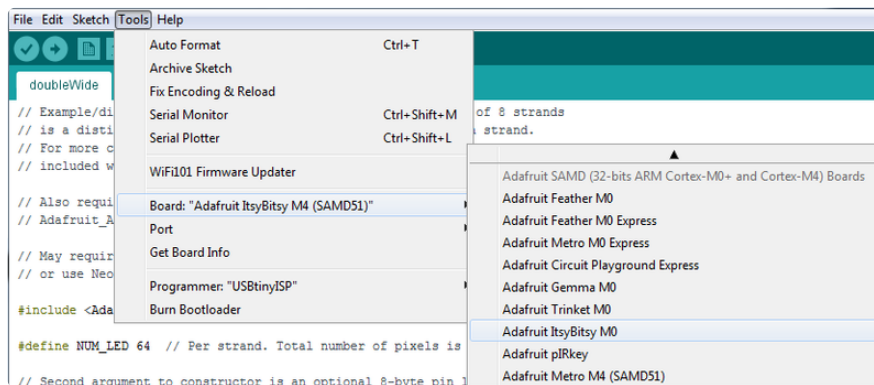 File Edit Sketch Tools Help
doubleWide
Auto Format Ctrl+T
Archive Sketch
Fix Encoding & Reload
Serial Monitor Ctrl+Shift+M
Serial Plotter Ctrl+Shift+L
WiFi101 Firmware Updater
Board: "Adafruit ItsyBitsy M4 (SAMD51)"
Port
Get Board Info
Programmer: "USBtinyISP"
Burn Bootloader
Adafruit SAMD (32-bits ARM Cortex-M0+ and Cortex-M4) Boards
Adafruit Feather M0
Adafruit Feather M0 Express
Adafruit Metro M0 Express
Adafruit Circuit Playground Express
Adafruit Gemma M0
Adafruit Trinket M0
Adafruit ItsyBitsy M0
Adafruit pIRkey
Adafruit Metro M4 (SAMD51)
// Example/di of 8 strands
// is a disti strand.
// For more c
// included w
// Also requi
// Adafruit_A
// May requir
// or use Neo
#include <Ada
#define NUM_LED 64 // Per strand. Total number of pixels is
// Second argument to constructor is an optional 8-byte pin l